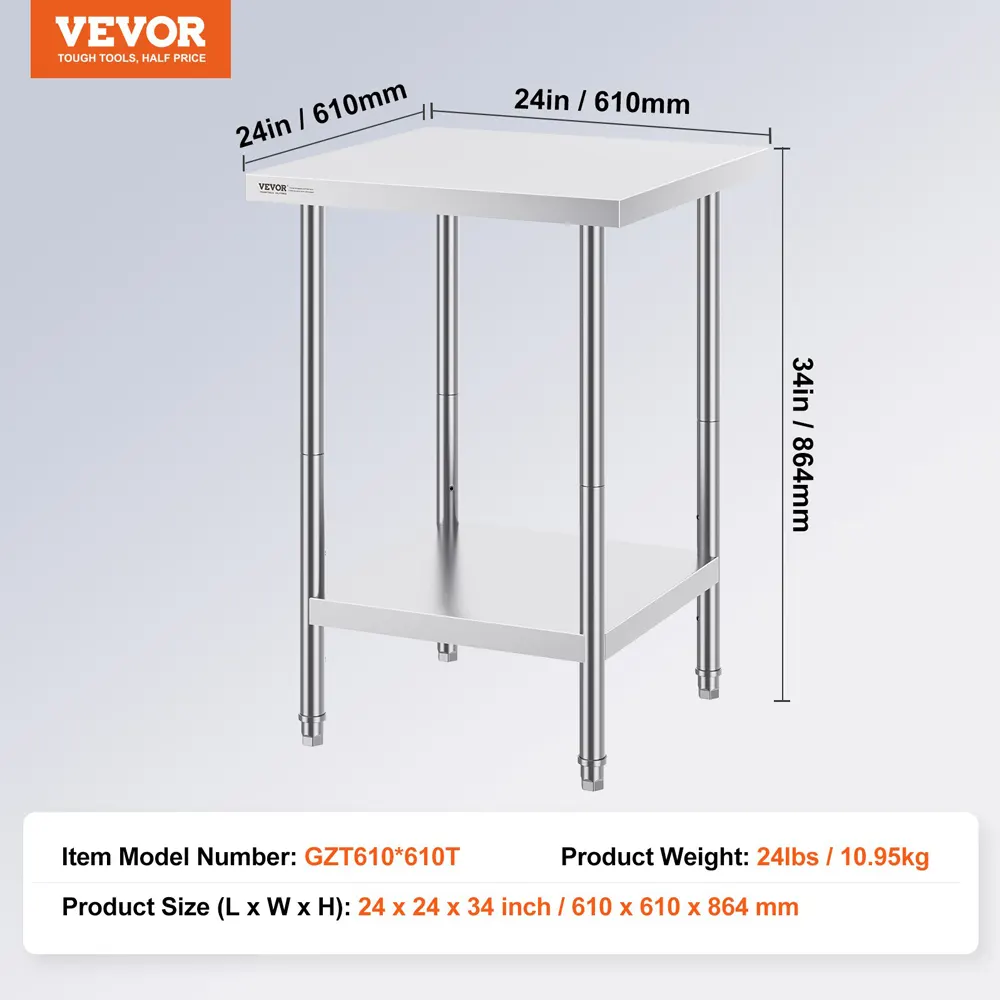 VEVOR
TOUGH TOOLS, HALF PRICE
24in / 610mm
24in / 610mm
VEVOR
34in / 864mm
Item Model Number: GZT610*610T
Product Weight: 24lbs / 10.95kg
Product Size (L x W x H): 24 x 24 x 34 inch / 610 x 610 x 864 mm